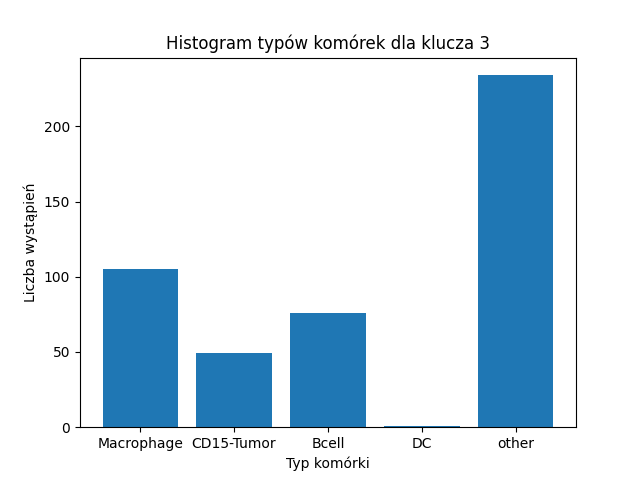 Histogram typów komórek dla klucza 3
Liczba wystąpień
200
150
100
50
0
Macrophage CD15-Tumor Bcell DC other
Typ komórki